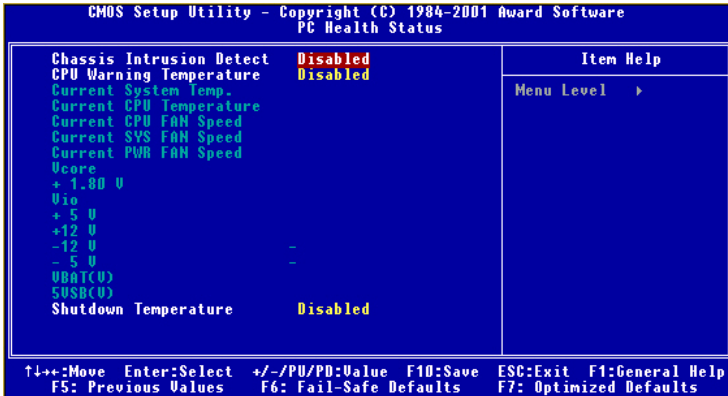 CMOS Setup Utility - Copyright (C) 1984-2001 Award Software
PC Health Status
Chassis Intrusion Detect Disabled
CPU Warning Temperature Disabled
Current System Temp.
Current CPU Temperature
Current CPU FAN Speed
Current SYS FAN Speed
Current PWR FAN Speed
Vcore
+ 1.80 V
Vio
+ 5 V
+12 V
-12 V -
- 5 V -
VBAT(V)
5VSB(V)
Shutdown Temperature Disabled
Item Help
Menu Level ▸
↑↓→←:Move Enter:Select +/-/PU/PD:Value F10:Save ESC:Exit F1:General Help
F5: Previous Values F6: Fail-Safe Defaults F7: Optimized Defaults